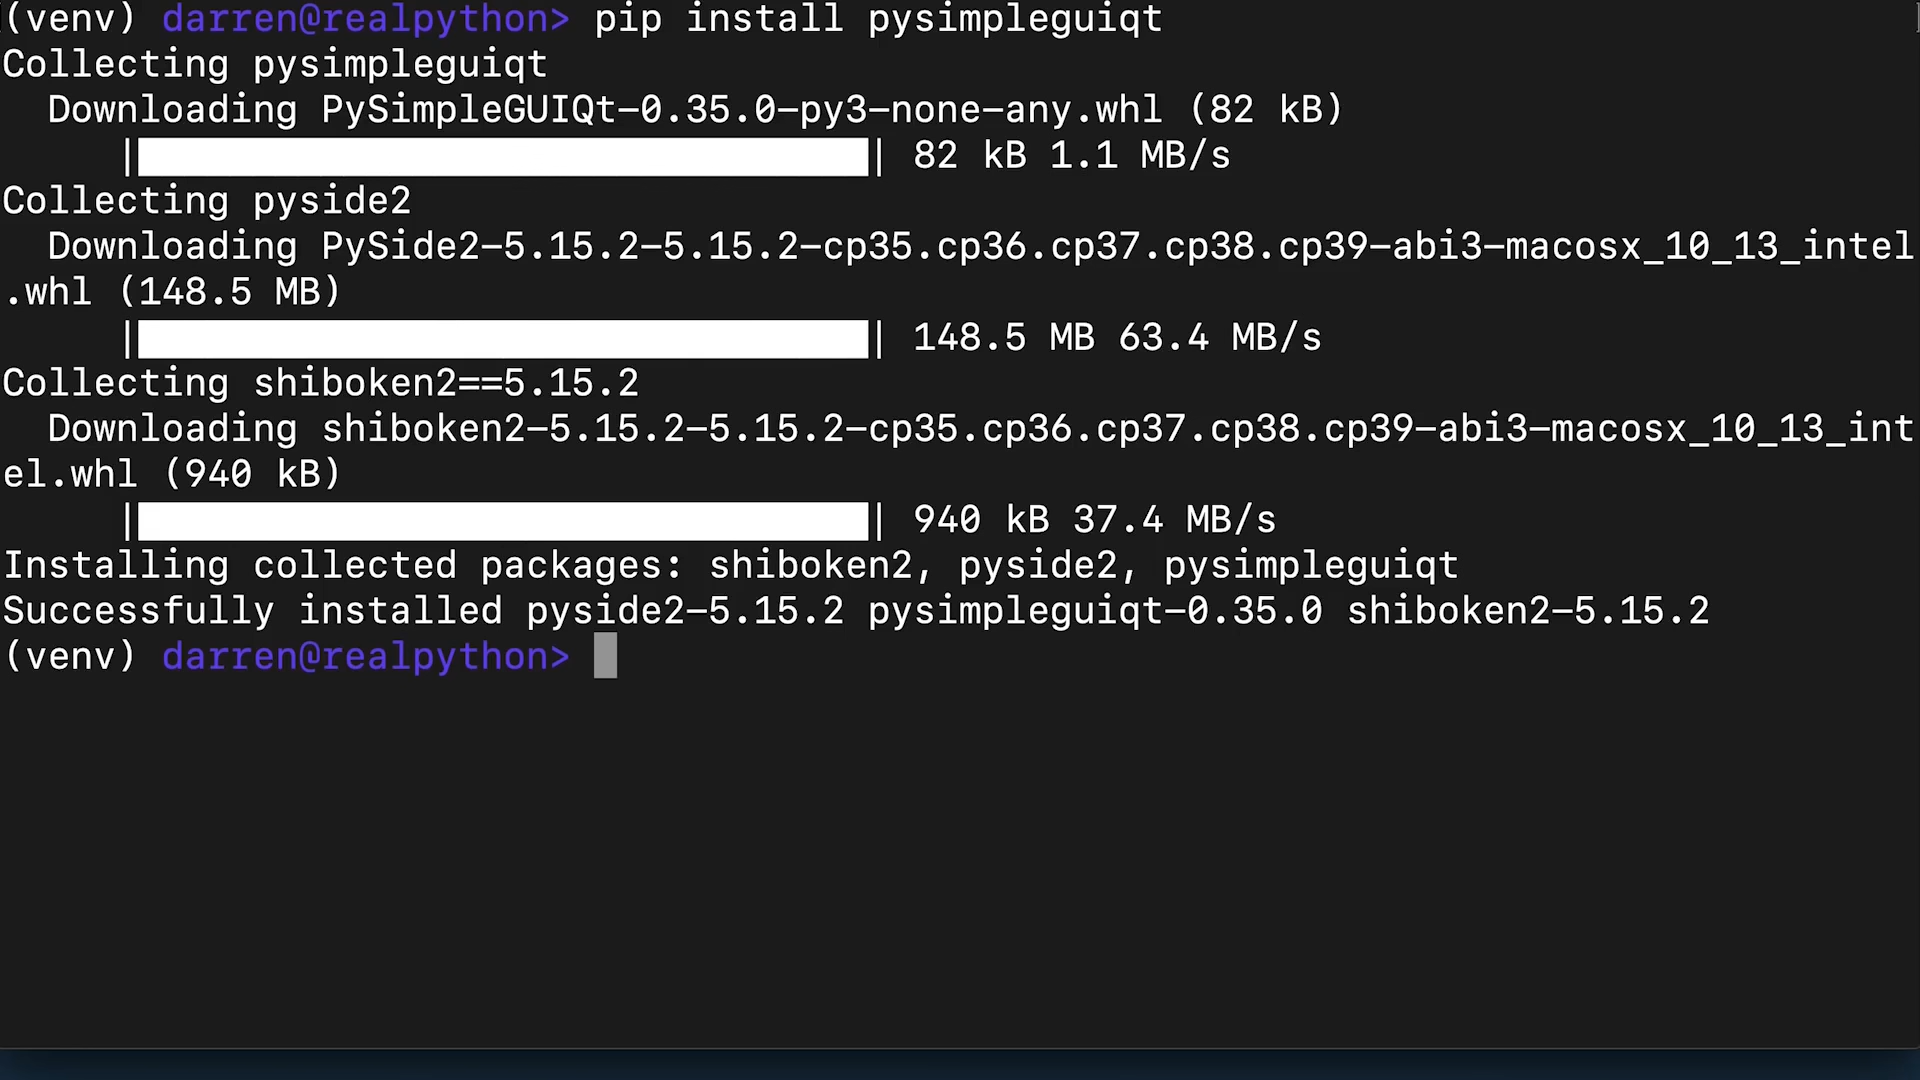 (venv) darren@realpython> pip install pysimpleguiqt
Collecting pysimpleguiqt
  Downloading PySimpleGUIQt-0.35.0-py3-none-any.whl (82 kB)
     |                                | 82 kB 1.1 MB/s
Collecting pyside2
  Downloading PySide2-5.15.2-5.15.2-cp35.cp36.cp37.cp38.cp39-abi3-macosx_10_13_intel
.whl (148.5 MB)
     |                                | 148.5 MB 63.4 MB/s
Collecting shiboken2==5.15.2
  Downloading shiboken2-5.15.2-5.15.2-cp35.cp36.cp37.cp38.cp39-abi3-macosx_10_13_int
el.whl (940 kB)
     |                                | 940 kB 37.4 MB/s
Installing collected packages: shiboken2, pyside2, pysimpleguiqt
Successfully installed pyside2-5.15.2 pysimpleguiqt-0.35.0 shiboken2-5.15.2
(venv) darren@realpython>